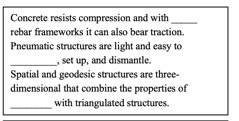 Concrete resists compression and with _____
rebar frameworks it can also bear traction.
Pneumatic structures are light and easy to
_________, set up, and dismantle.
Spatial and geodesic structures are three-
dimensional that combine the properties of
________ with triangulated structures.